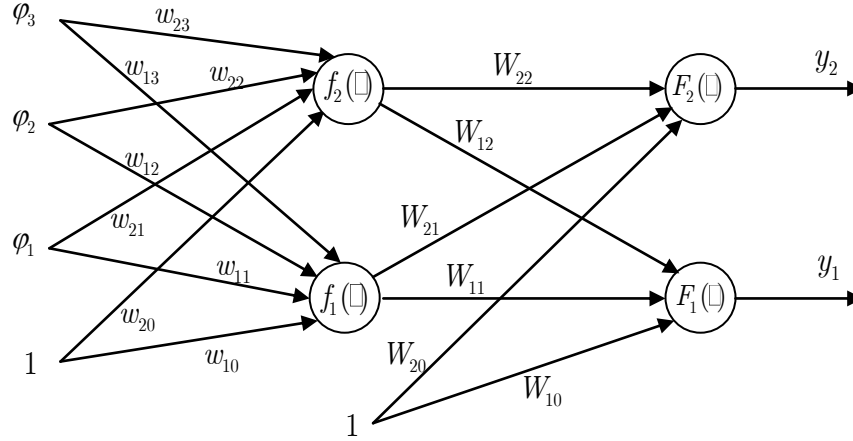 φ₃
w₂₃
w₁₃
f₂(□)
W₂₂
F₂(□)
y₂
w₂₂
φ₂
W₁₂
w₁₂
W₂₁
w₂₁
φ₁
w₁₁
f₁(□)
W₁₁
F₁(□)
y₁
w₂₀
1
w₁₀
W₂₀
W₁₀
1